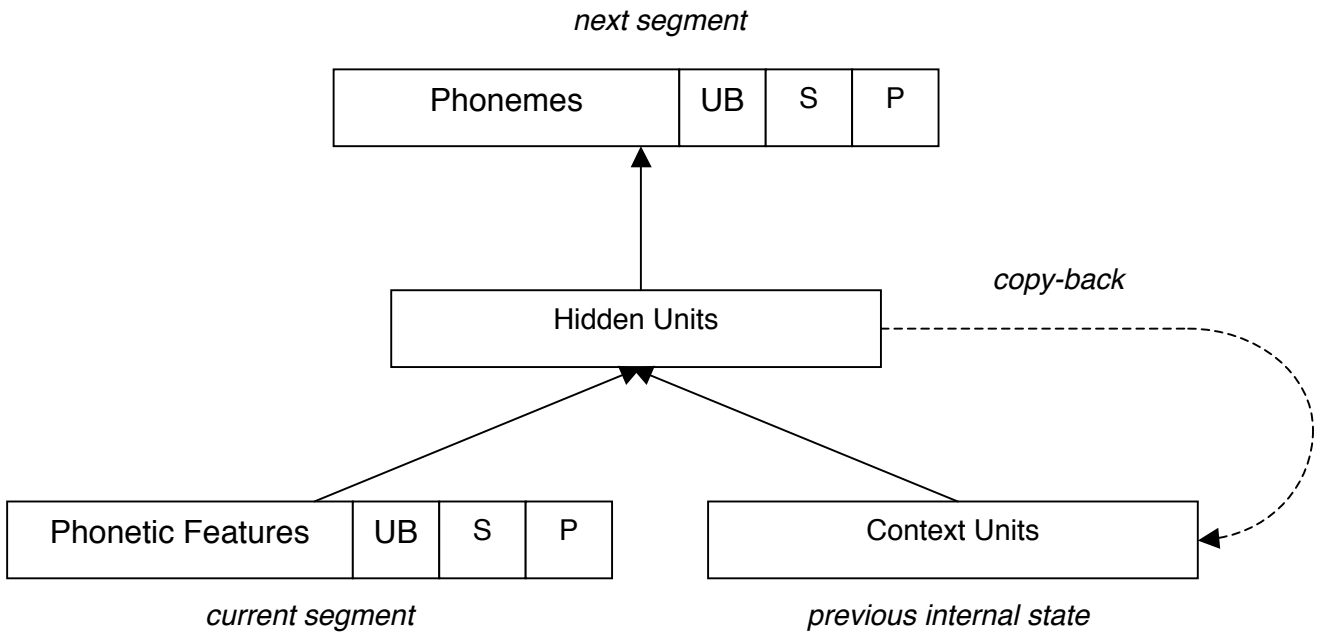 next segment
Phonemes UB S P
copy-back
Hidden Units
Phonetic Features UB S P Context Units
current segment previous internal state